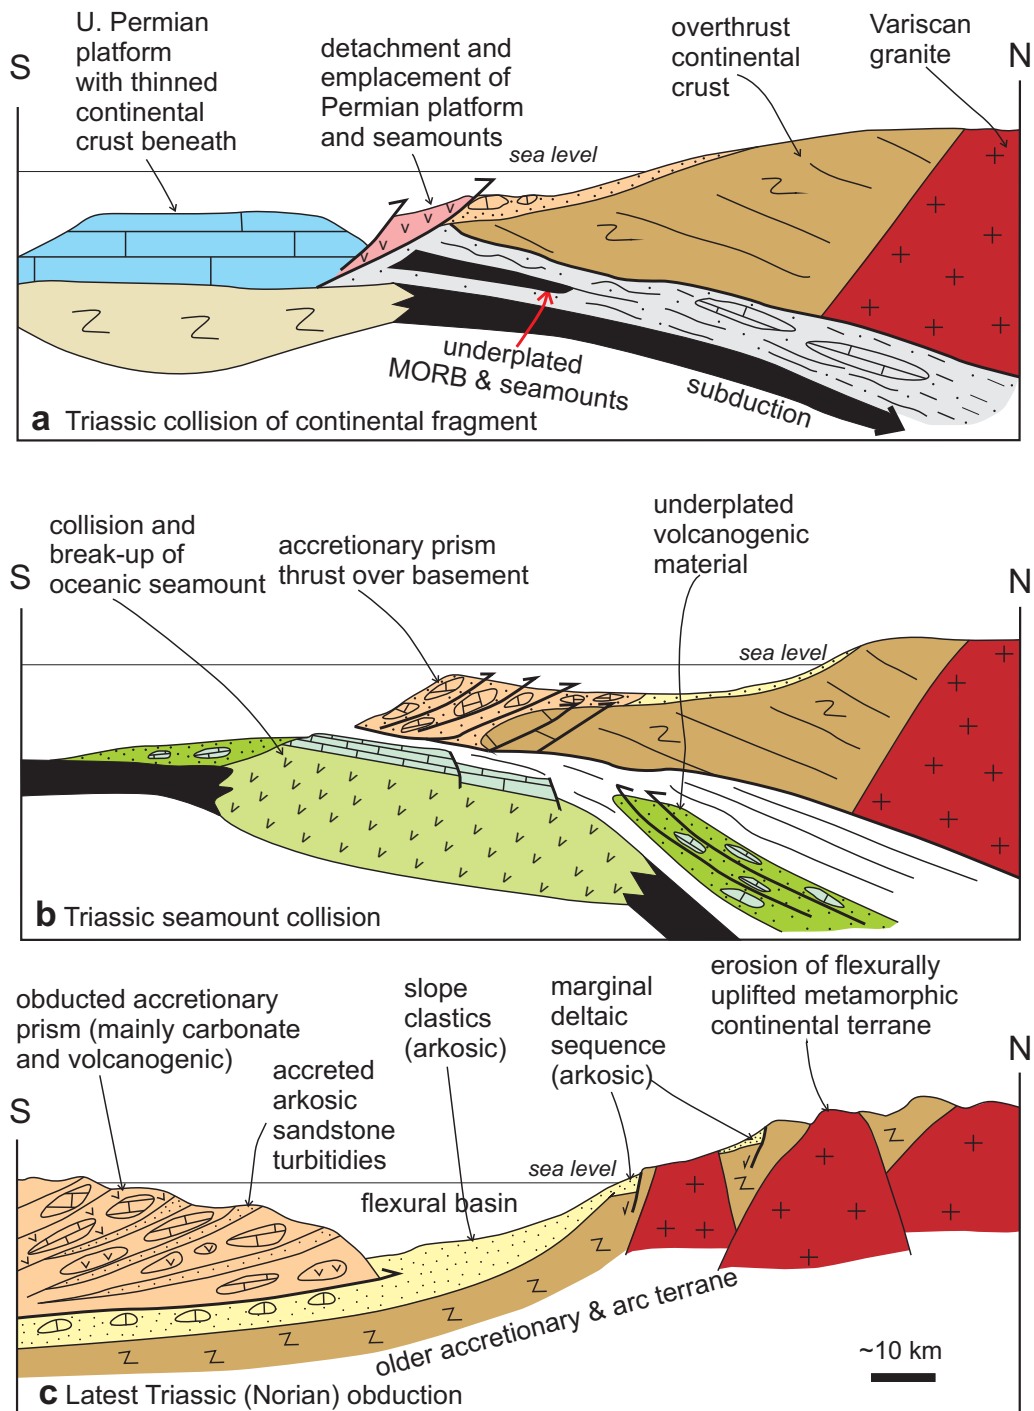 U. Permian
platform
with thinned
continental
crust beneath
detachment and
emplacement of
Permian platform
and seamounts
overthrust
continental
crust
Variscan
granite
S
N
sea level
underplated
MORB & seamounts
subduction
a Triassic collision of continental fragment
collision and
break-up of
oceanic seamount
accretionary prism
thrust over basement
underplated
volcanogenic
material
S
N
sea level
b Triassic seamount collision
obducted accretionary
prism (mainly carbonate
and volcanogenic)
accreted
arkosic
sandstone
turbitidies
slope
clastics
(arkosic)
marginal
deltaic
sequence
(arkosic)
erosion of flexurally
uplifted metamorphic
continental terrane
S
N
sea level
flexural basin
older accretionary & arc terrane
~10 km
c Latest Triassic (Norian) obduction